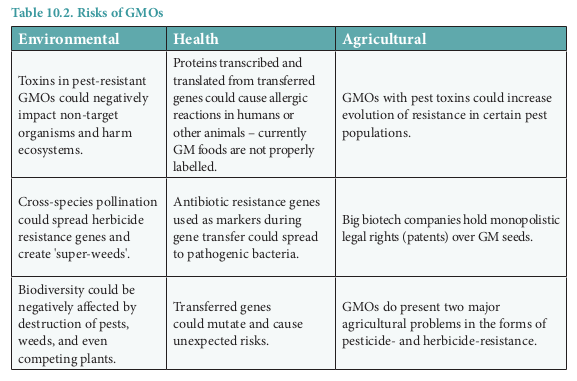 Table 10.2. Risks of GMOs
Environmental
Health
Agricultural
Toxins in pest-resistant
GMOs could negatively
impact non-target
organisms and harm
ecosystems.
Proteins transcribed and
translated from transferred
genes could cause allergic
reactions in humans or
other animals – currently
GM foods are not properly
labelled.
GMOs with pest toxins could increase
evolution of resistance in certain pest
populations.
Cross-species pollination
could spread herbicide
resistance genes and
create 'super-weeds'.
Antibiotic resistance genes
used as markers during
gene transfer could spread
to pathogenic bacteria.
Big biotech companies hold monopolistic
legal rights (patents) over GM seeds.
Biodiversity could be
negatively affected by
destruction of pests,
weeds, and even
competing plants.
Transferred genes
could mutate and cause
unexpected risks.
GMOs do present two major
agricultural problems in the forms of
pesticide- and herbicide-resistance.